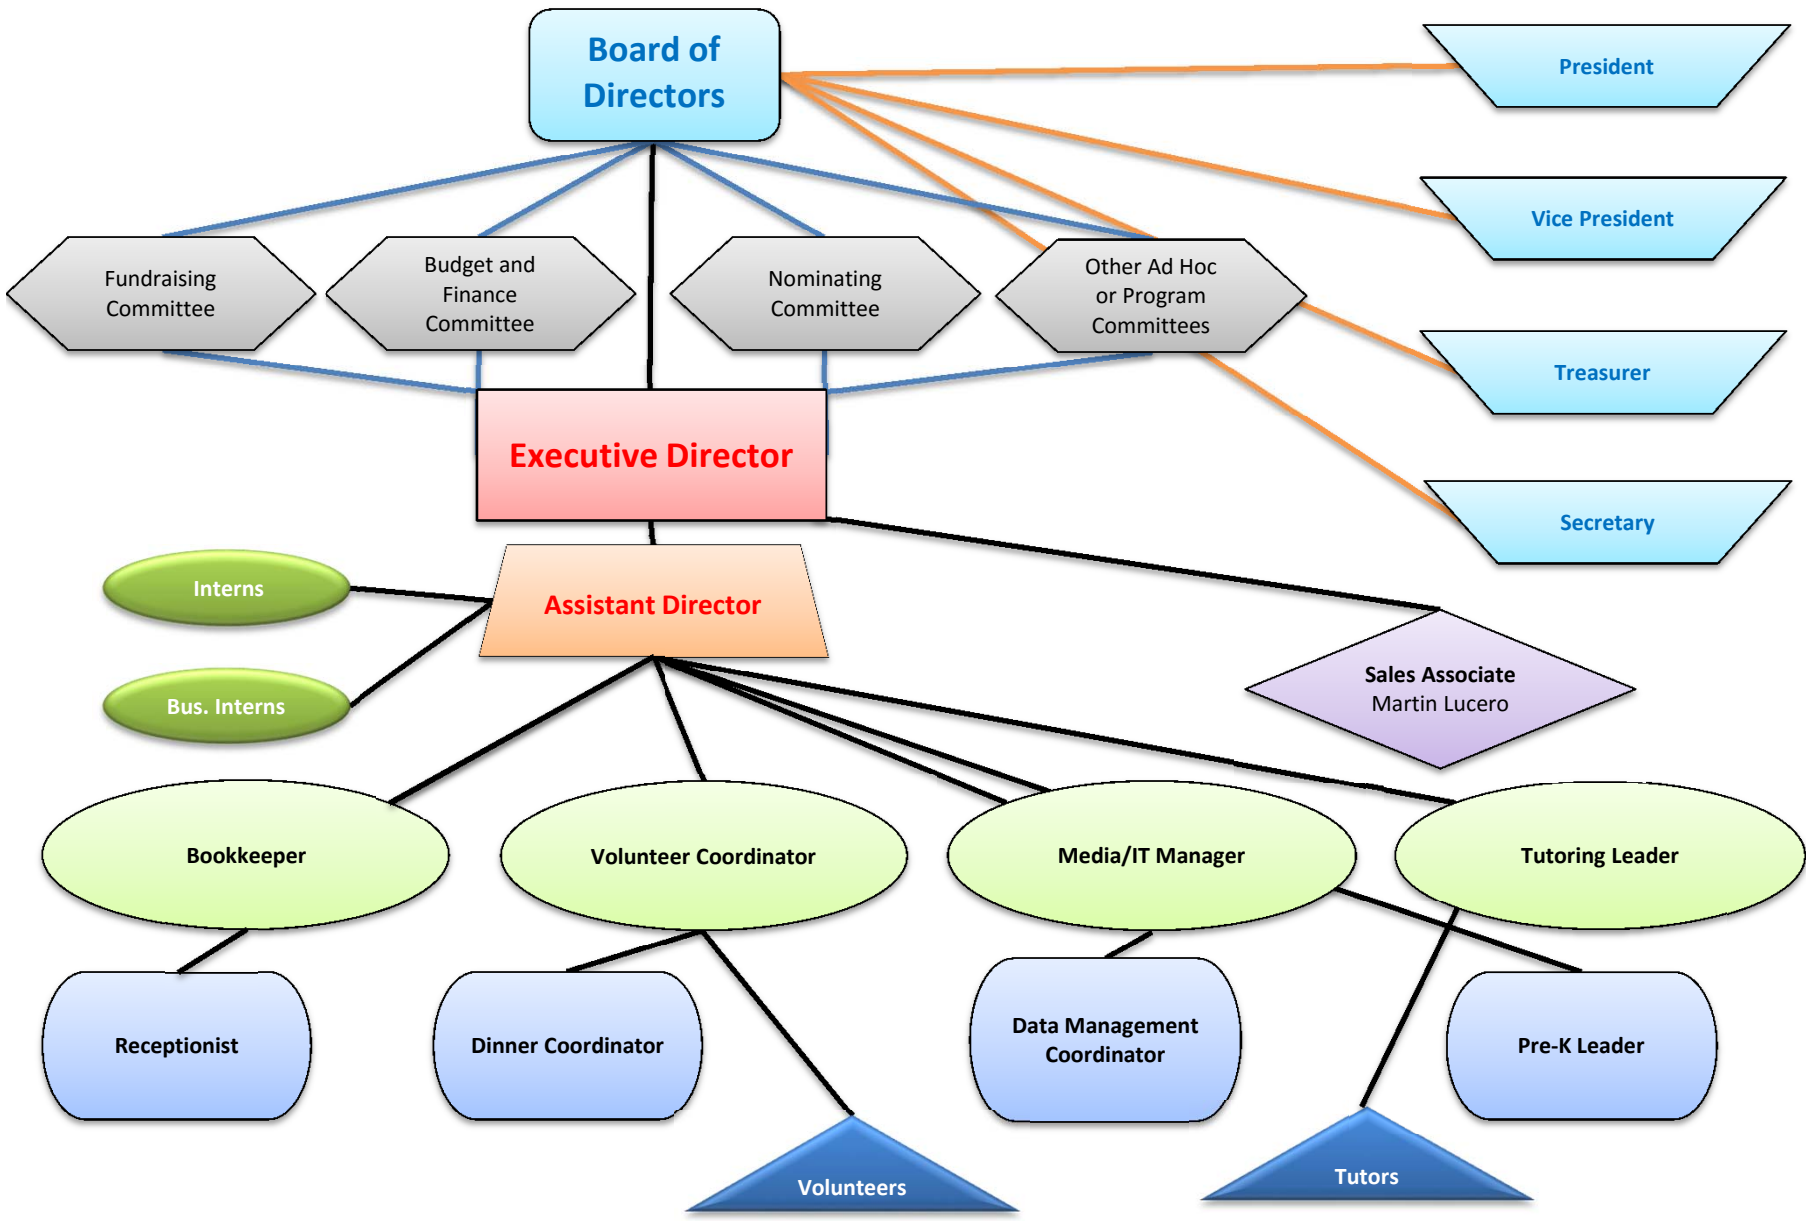 Board of
Directors
President
Vice President
Fundraising
Committee
Budget and
Finance
Committee
Nominating
Committee
Other Ad Hoc
or Program
Committees
Treasurer
Executive Director
Secretary
Interns
Assistant Director
Bus. Interns
Sales Associate
Martin Lucero
Bookkeeper
Volunteer Coordinator
Media/IT Manager
Tutoring Leader
Receptionist
Dinner Coordinator
Data Management
Coordinator
Pre-K Leader
Volunteers
Tutors